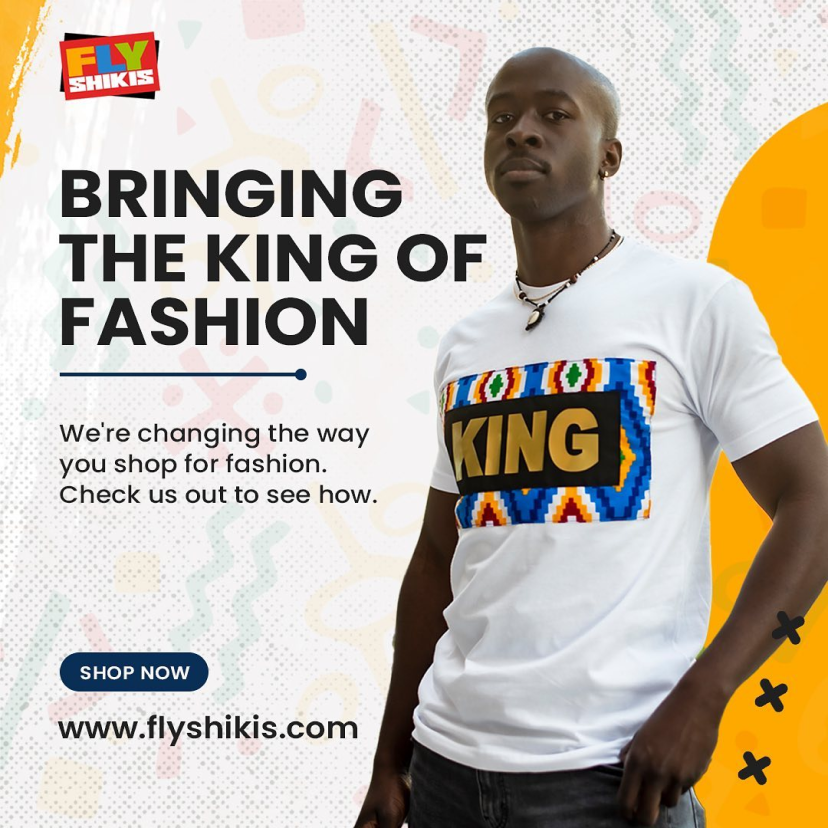 FLY
SHIKIS
BRINGING
THE KING OF
FASHION
We're changing the way
you shop for fashion.
Check us out to see how.
KING
SHOP NOW
www.flyshikis.com